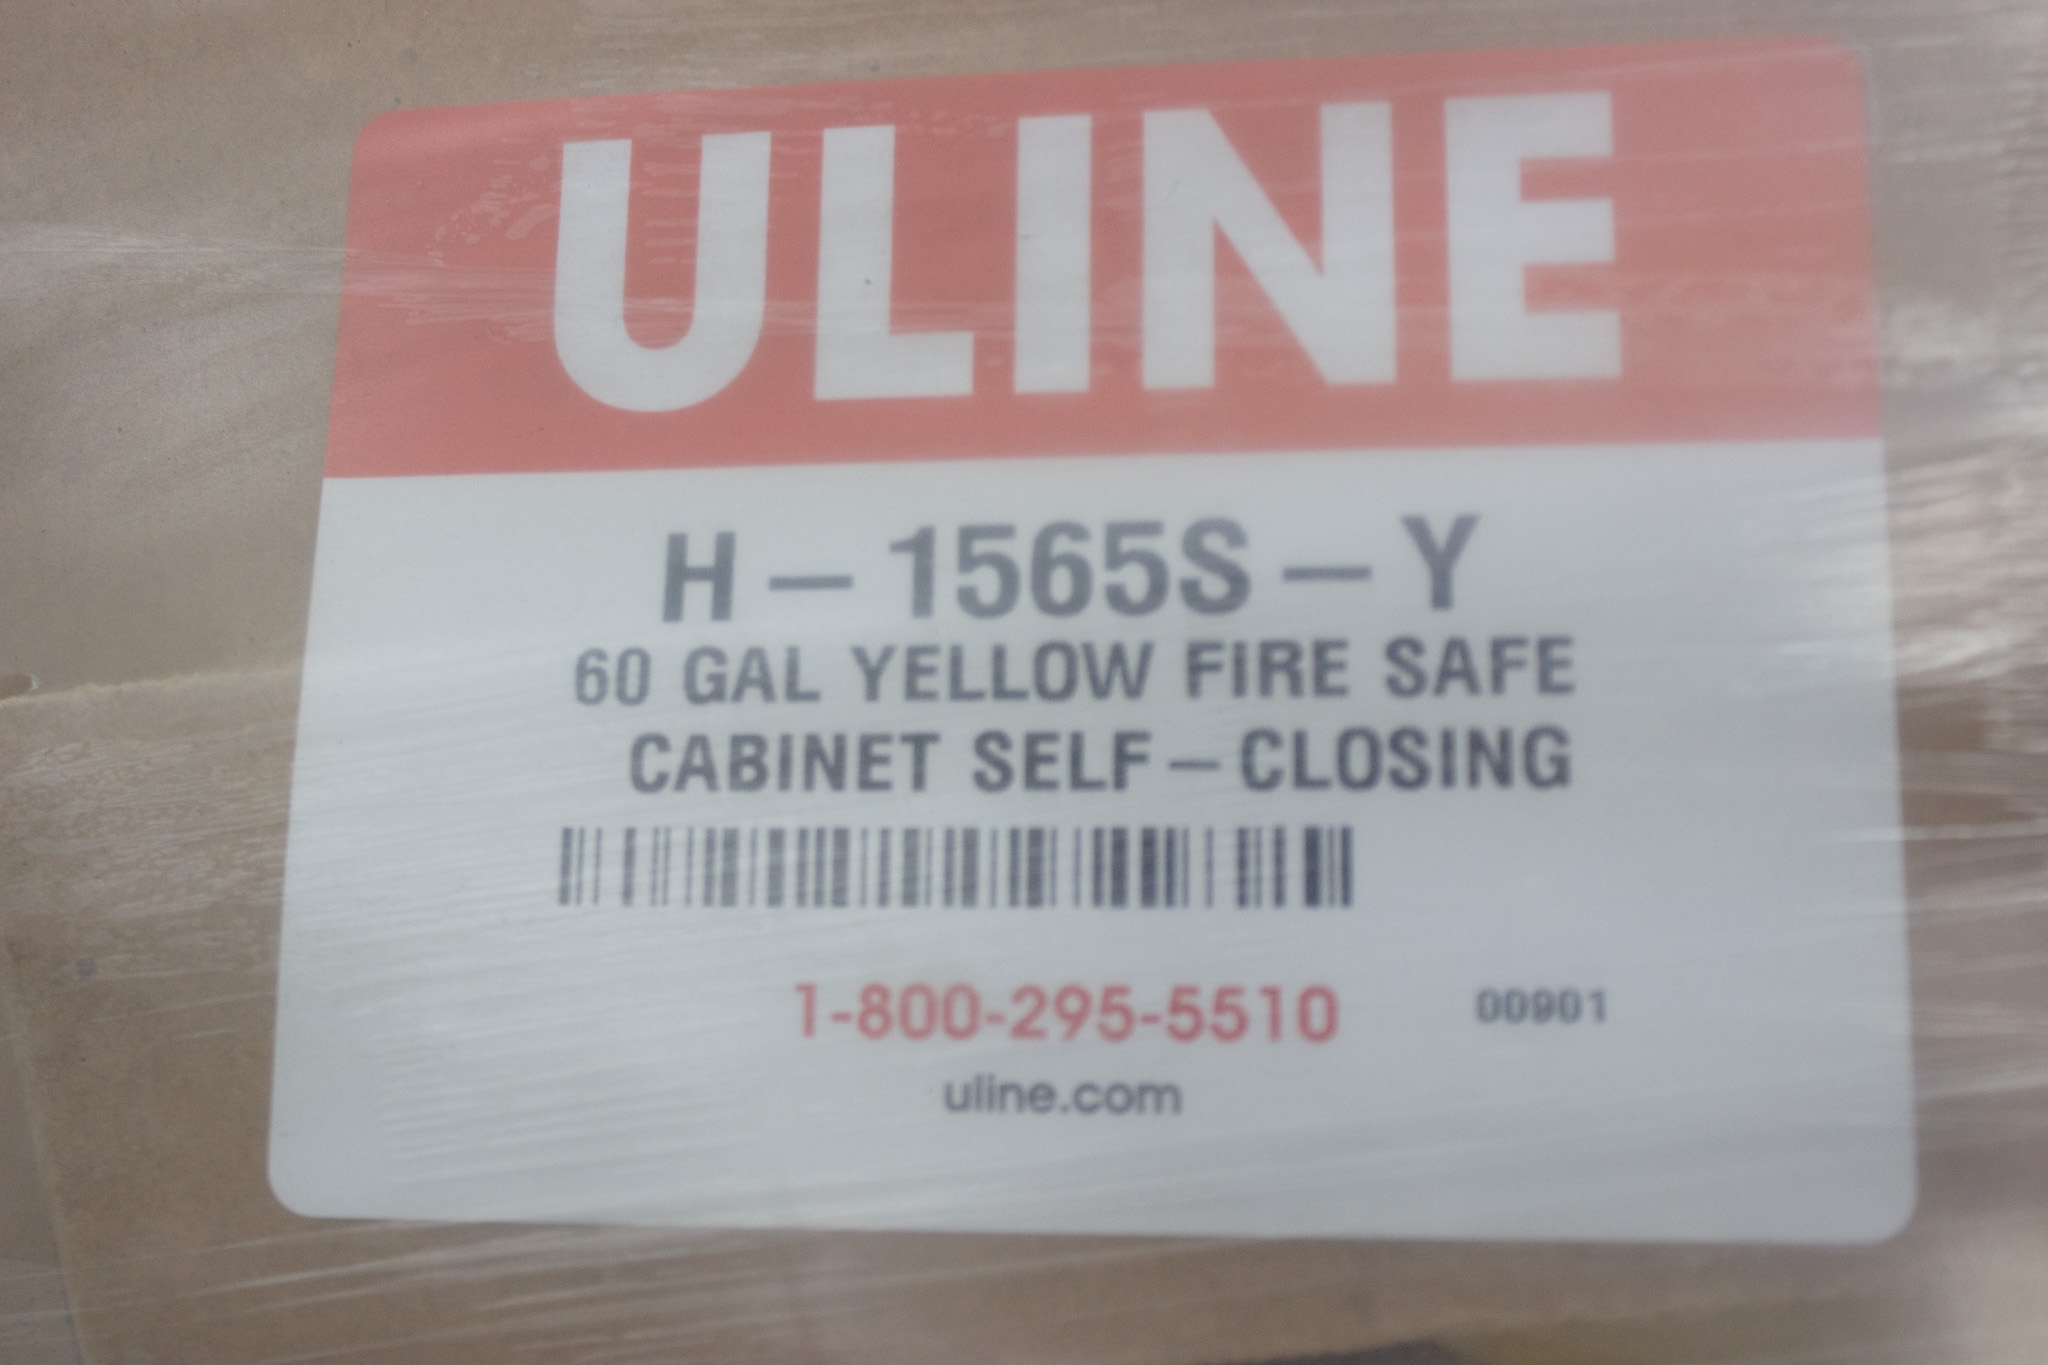 ULINE
H-1565S-Y
60 GAL YELLOW FIRE SAFE
CABINET SELF-CLOSING
1-800-295-5510
00901
uline.com